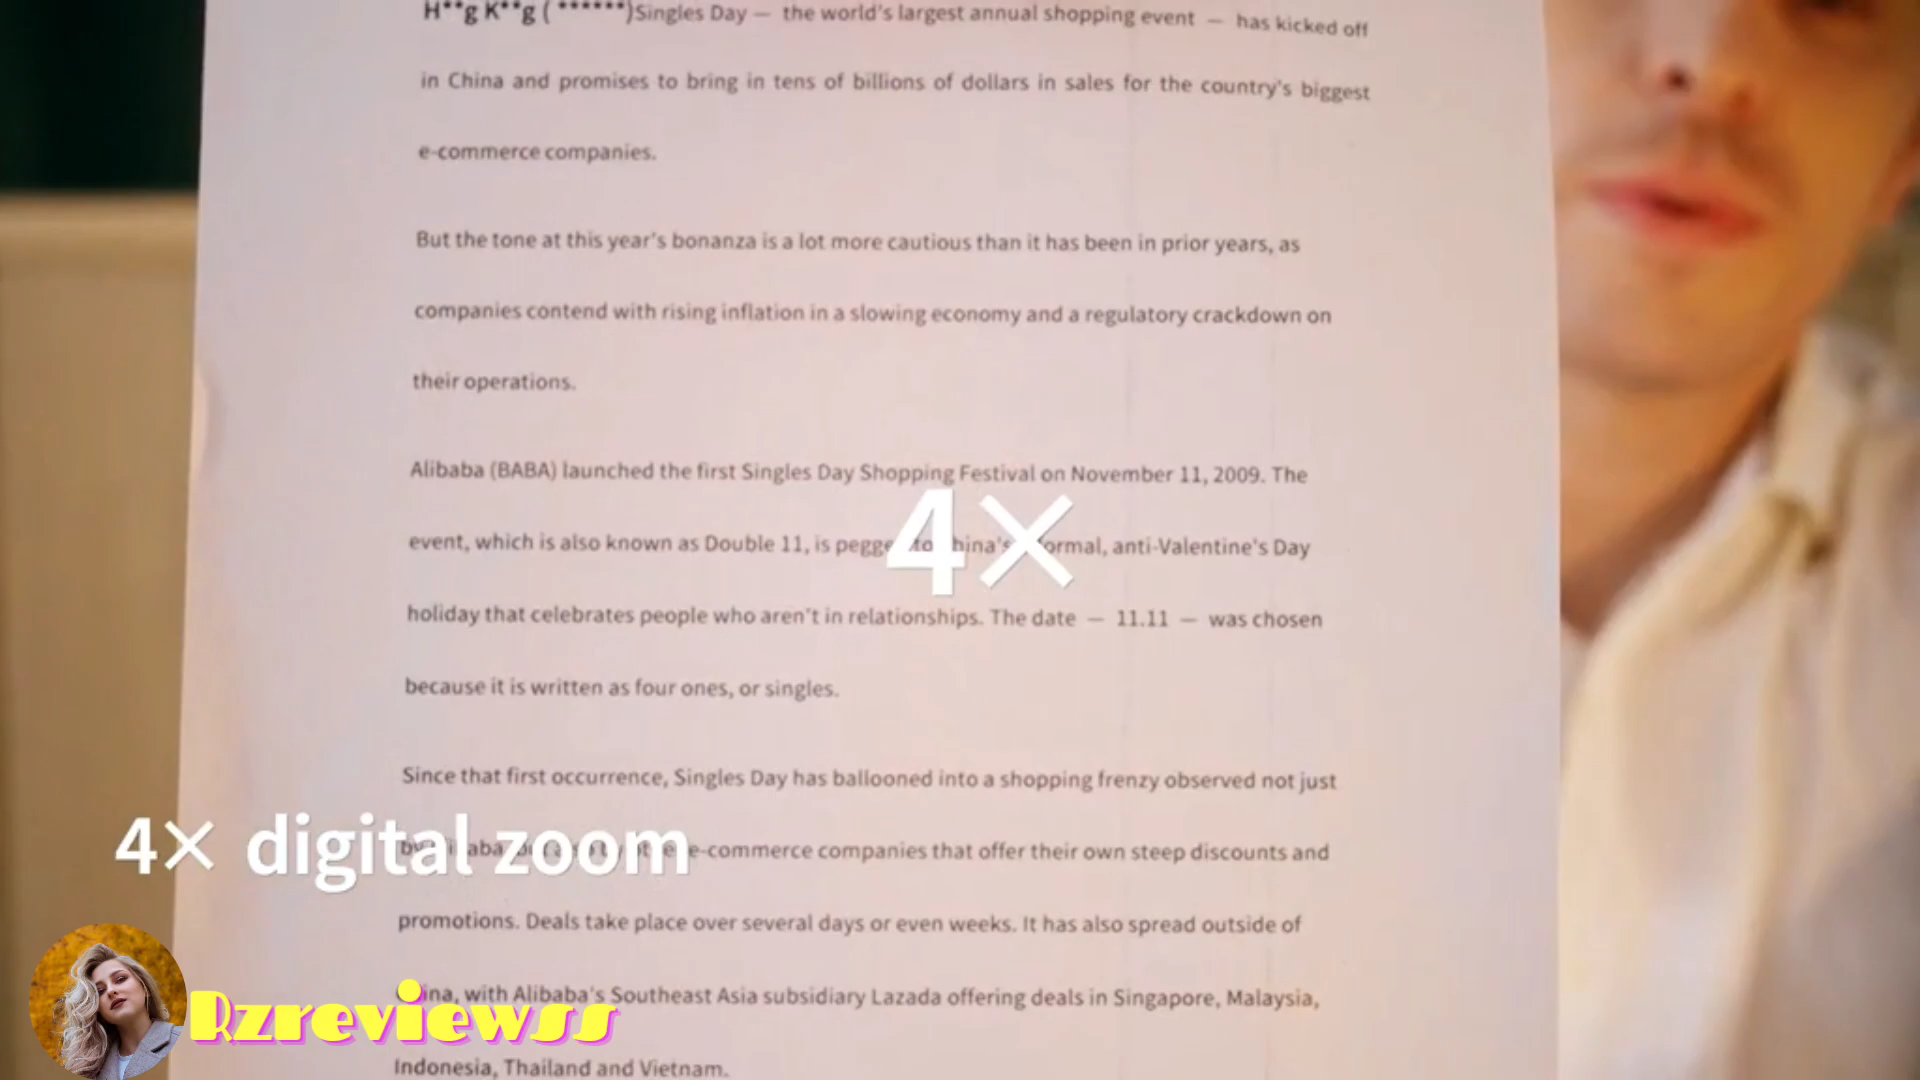 H**g K**g ( ******)Singles Day — the world's largest annual shopping event — has kicked off
in China and promises to bring in tens of billions of dollars in sales for the country's biggest
e-commerce companies.
But the tone at this year's bonanza is a lot more cautious than it has been in prior years, as
companies contend with rising inflation in a slowing economy and a regulatory crackdown on
their operations.
Alibaba (BABA) launched the first Singles Day Shopping Festival on November 11, 2009. The
4×
event, which is also known as Double 11, is to anti-Valentine's Day
holiday that celebrates people who aren't in relationships. The date — 11.11 — was chosen
because it is written as four ones, or singles.
Since that first occurrence, Singles Day has ballooned into a shopping frenzy observed not just
4× digital zoom
e-commerce companies that offer their own steep discounts and
promotions. Deals take place over several days or even weeks. It has also spread outside of
with Alibaba's Southeast Asia subsidiary Lazada offering deals in Singapore, Malaysia,
Rzreviewss
Indonesia, Thailand and Vietnam.